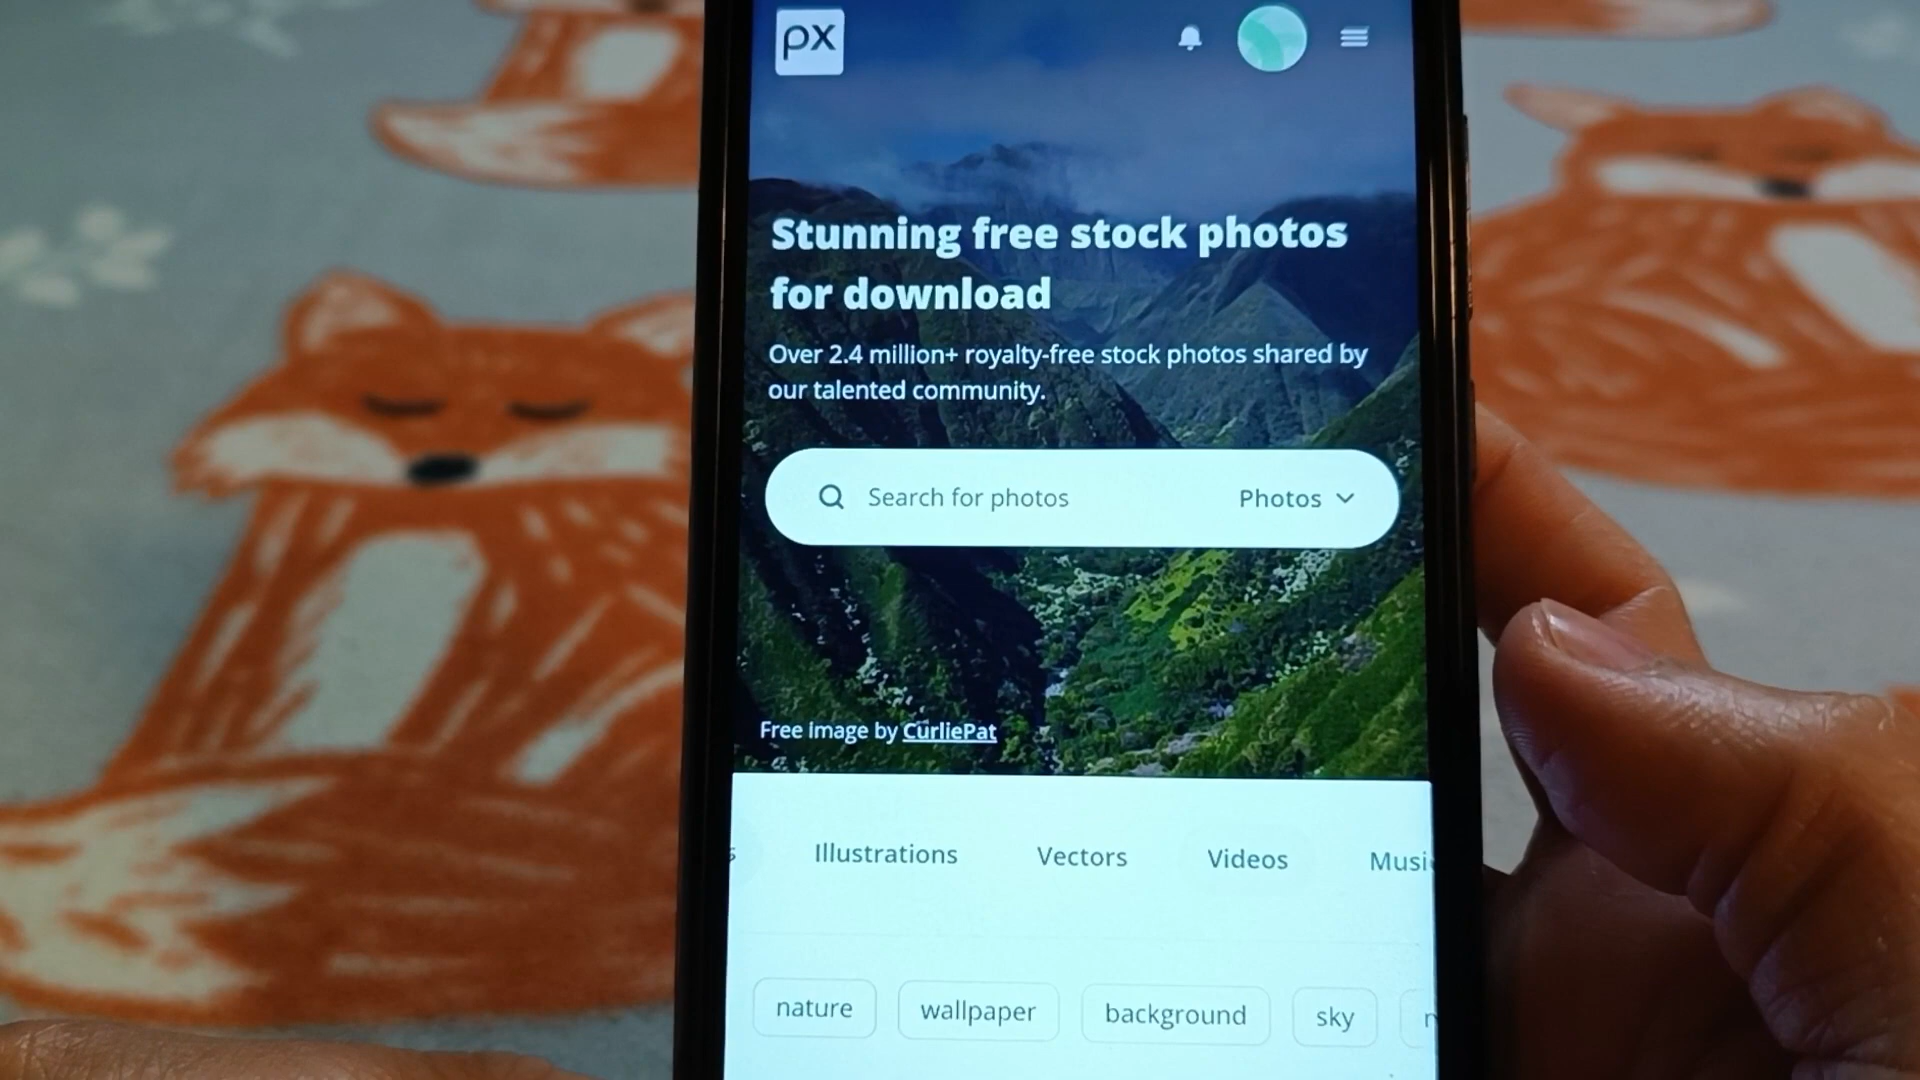 px
Stunning free stock photos
for download
Over 2.4 million+ royalty-free stock photos shared by
our talented community.
Search for photos Photos
Free image by CurliePat
Illustrations Vectors Videos
nature wallpaper background sky